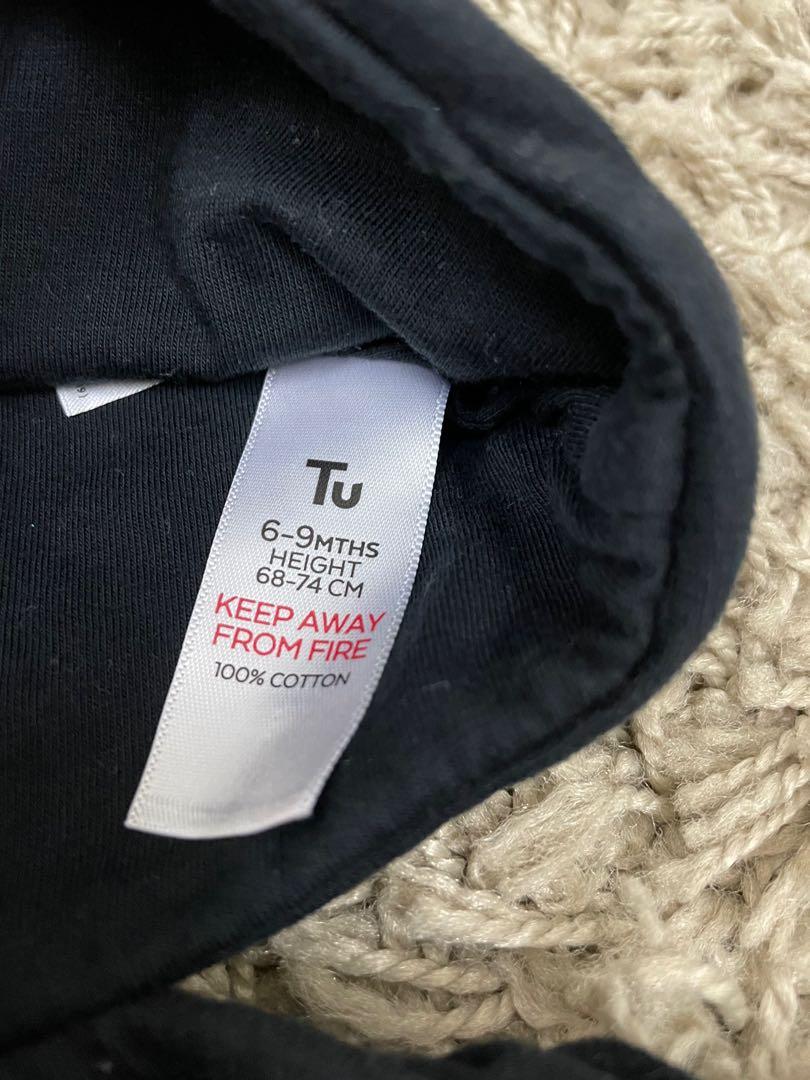 Tu
6-9MTHS
HEIGHT
68-74 CM
KEEP AWAY
FROM FIRE
100% COTTON